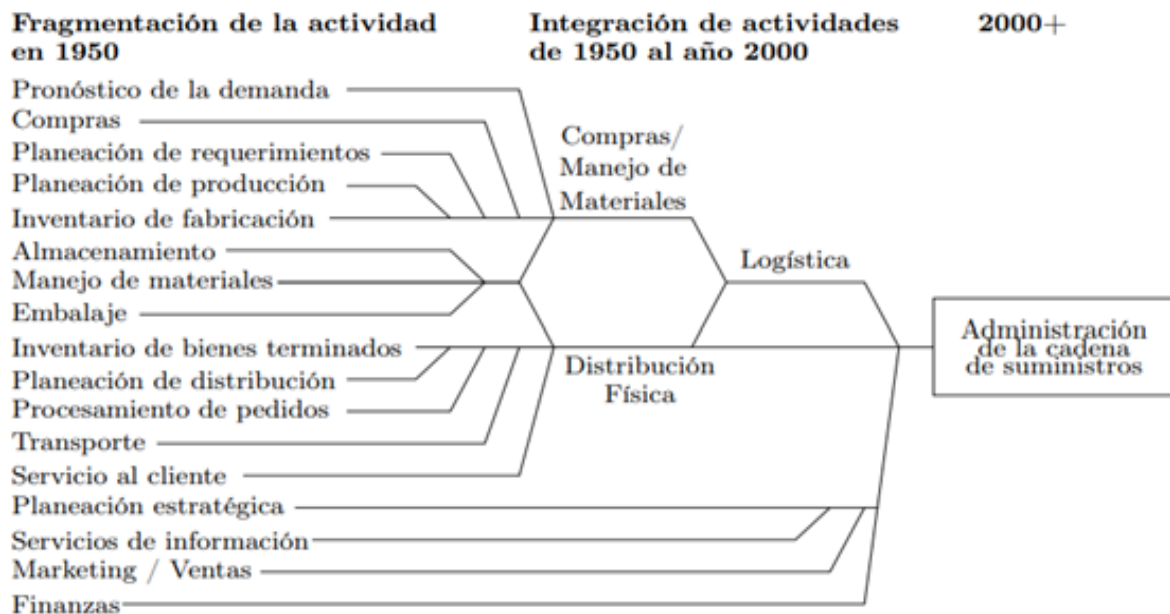 Fragmentación de la actividad
en 1950
Integración de actividades
de 1950 al año 2000
2000+
Pronóstico de la demanda
Compras
Planeación de requerimientos
Planeación de producción
Inventario de fabricación
Almacenamiento
Manejo de materiales
Embalaje
Inventario de bienes terminados
Planeación de distribución
Procesamiento de pedidos
Transporte
Servicio al cliente
Planeación estratégica
Servicios de información
Marketing / Ventas
Finanzas
Compras/
Manejo de
Materiales
Distribución
Física
Logística
Administración
de la cadena
de suministros